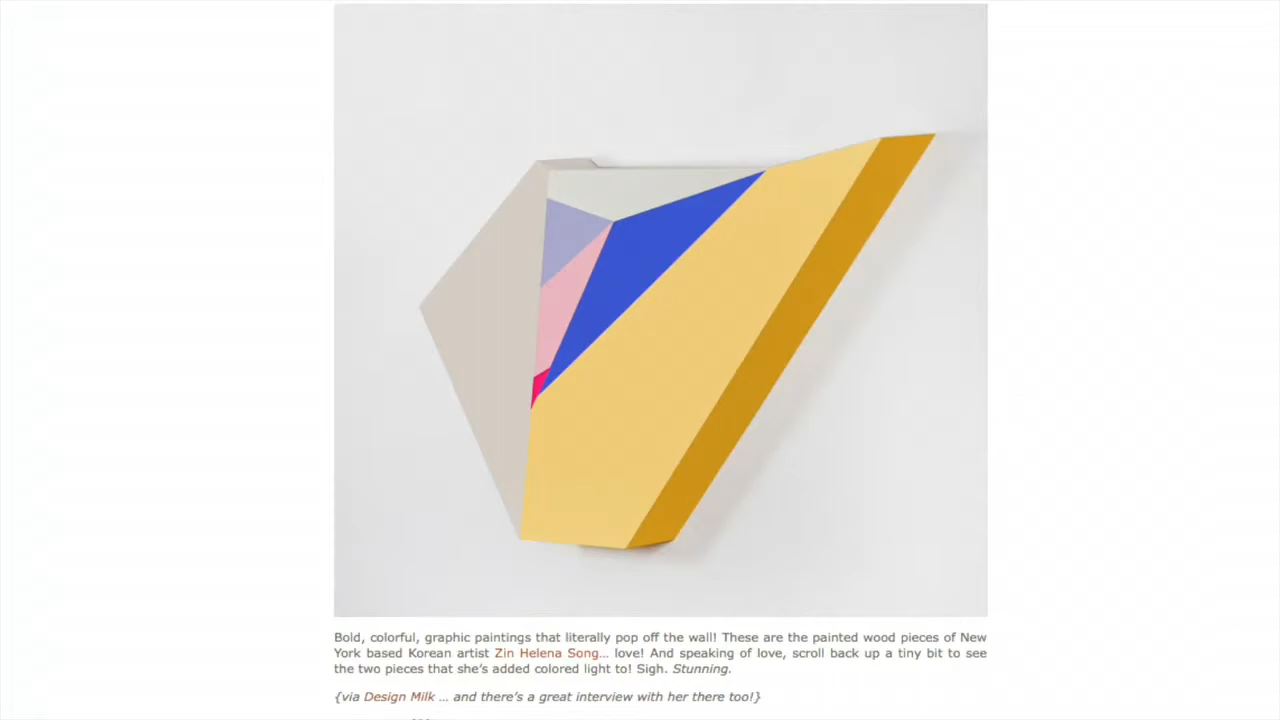 Bold, colorful, graphic paintings that literally pop off the wall! These are the painted wood pieces of New
York based Korean artist Zin Helena Song… love! And speaking of love, scroll back up a tiny bit to see
the two pieces that she’s added colored light to! Sigh. Stunning.
{via Design Milk … and there’s a great interview with her there too!}